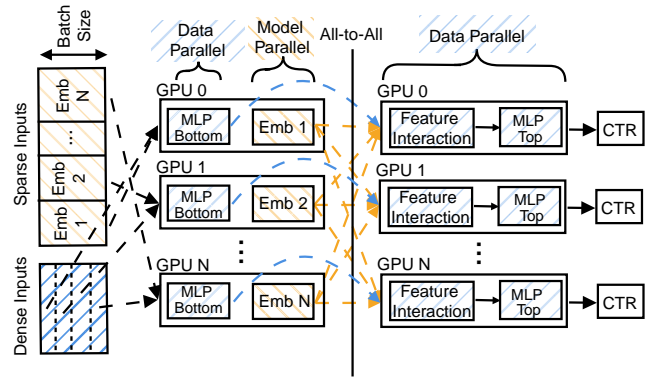 Batch
Size
Data
Parallel
Model
Parallel
All-to-All
Data Parallel
Sparse Inputs
Emb
N
...
Emb
2
Emb
1
Dense Inputs
GPU 0
MLP
Bottom
Emb 1
GPU 1
MLP
Bottom
Emb 2
GPU N
MLP
Bottom
Emb N
GPU 0
Feature
Interaction
MLP
Top
CTR
GPU 1
Feature
Interaction
MLP
Top
CTR
GPU N
Feature
Interaction
MLP
Top
CTR